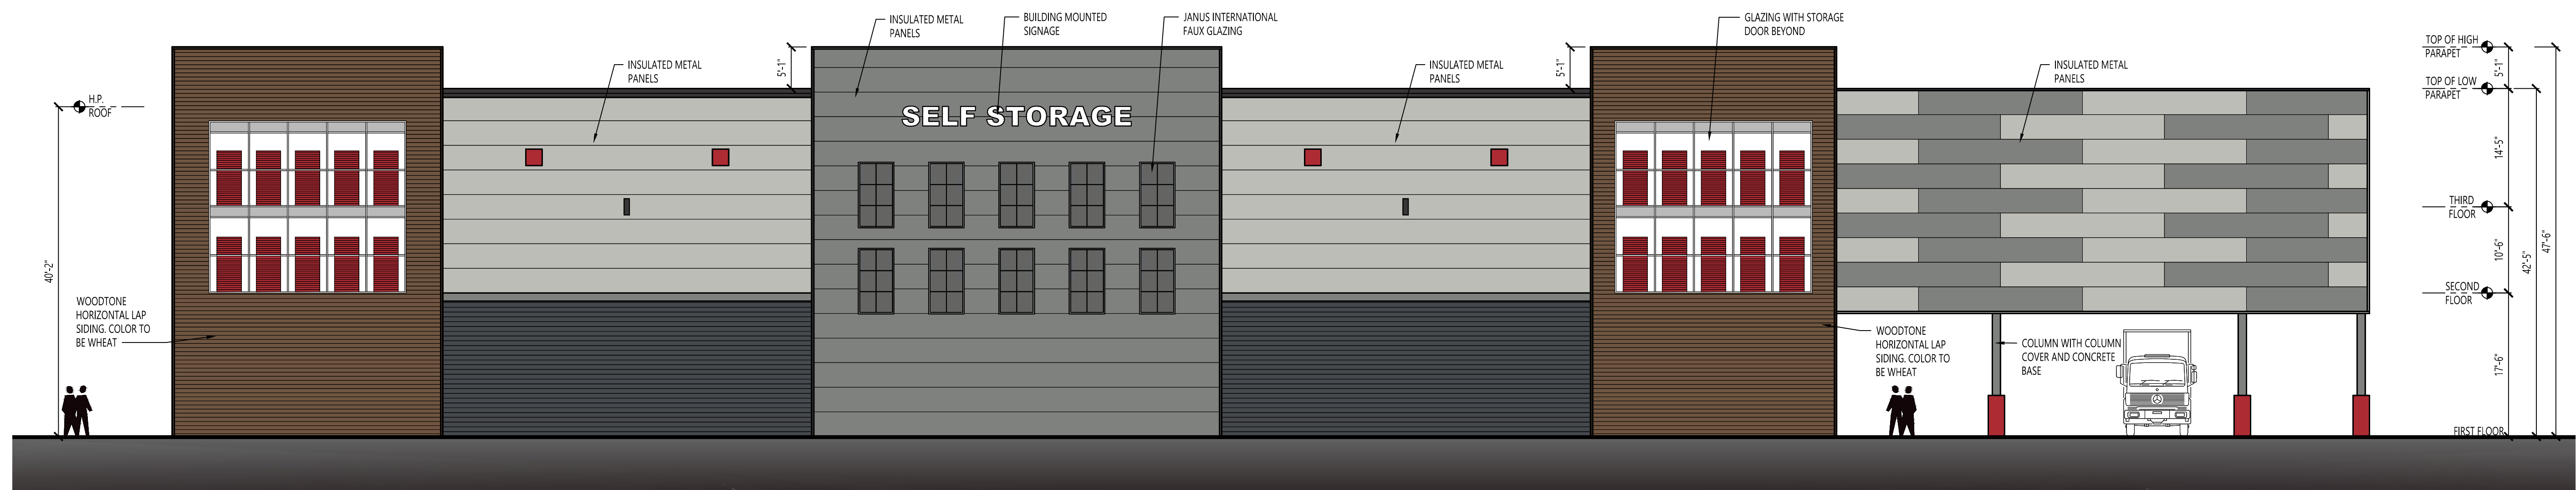 H.P.
ROOF
40'-2"
WOODTONE
HORIZONTAL LAP
SIDING. COLOR TO
BE WHEAT
INSULATED METAL
PANELS
5'-1"
INSULATED METAL
PANELS
BUILDING MOUNTED
SIGNAGE
JANUS INTERNATIONAL
FAUX GLAZING
SELF STORAGE
INSULATED METAL
PANELS
5'-1"
GLAZING WITH STORAGE
DOOR BEYOND
WOODTONE
HORIZONTAL LAP
SIDING. COLOR TO
BE WHEAT
INSULATED METAL
PANELS
COLUMN WITH COLUMN
COVER AND CONCRETE
BASE
TOP OF HIGH
PARAPET
5'-1"
TOP OF LOW
PARAPET
14'-5"
THIRD
FLOOR
10'-6"
SECOND
FLOOR
17'-6"
FIRST FLOOR
42'-5"
47'-6"